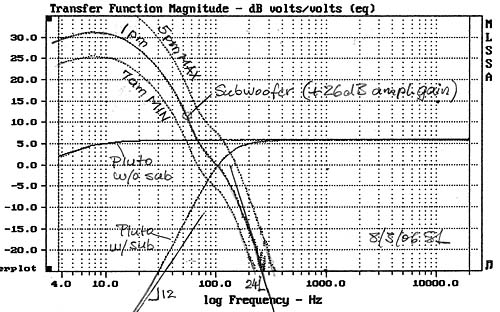 Transfer Function Magnitude - dB volts/volts (eq)
MLSSA
30.0
25.0
20.0
15.0
10.0
5.0
0.0
-5.0
-10.0
-15.0
-20.0
1pm
5pm MAX
7am MIN
Subwoofer (+26dB ampl. gain)
Pluto
w/o sub
Pluto
w/sub
8/3/06 SL
12
24
erplot
4.0 10.0 100.0 1000.0 10000.0
log Frequency - Hz